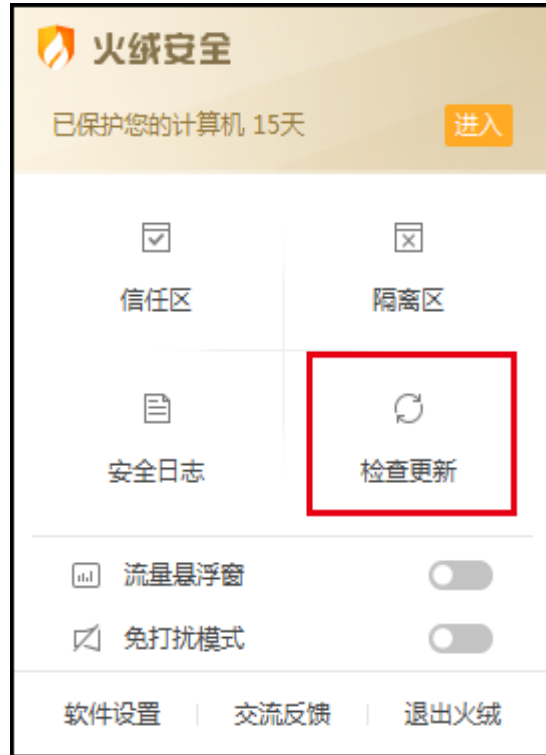 火绒安全
已保护您的计算机 15天 进入
信任区 隔离区
安全日志 检查更新
流量悬浮窗
免打扰模式
软件设置 交流反馈 退出火绒